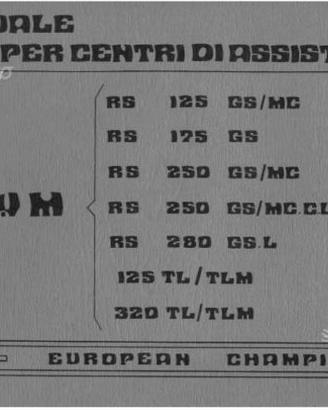 UALE
PER CENTRI DI ASSIST
RS 125 GS/MC
RS 175 GS
RS 250 GS/MC
RS 250 GS/MC.C.L
RS 280 GS.L
125 TL/TLM
320 TL/TLM
EUROPEAN CHAMPI